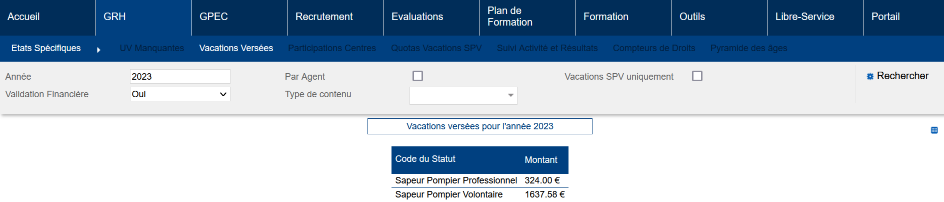 Accueil GRH GPEC Recrutement Evaluations Plan de Formation Formation Outils Libre-Service Portail
Etats Spécifiques UV Manquantes Vacations Versées Participations Centres Quotas Vacations SPV Suivi Activité et Résultats Compteurs de Droits Pyramide des âges
Année 2023 Par Agent Vacations SPV uniquement Rechercher
Validation Financière Oui Type de contenu
Vacations versées pour l'année 2023
Code du Statut Montant
Sapeur Pompier Professionnel 324.00 €
Sapeur Pompier Volontaire 1637.58 €